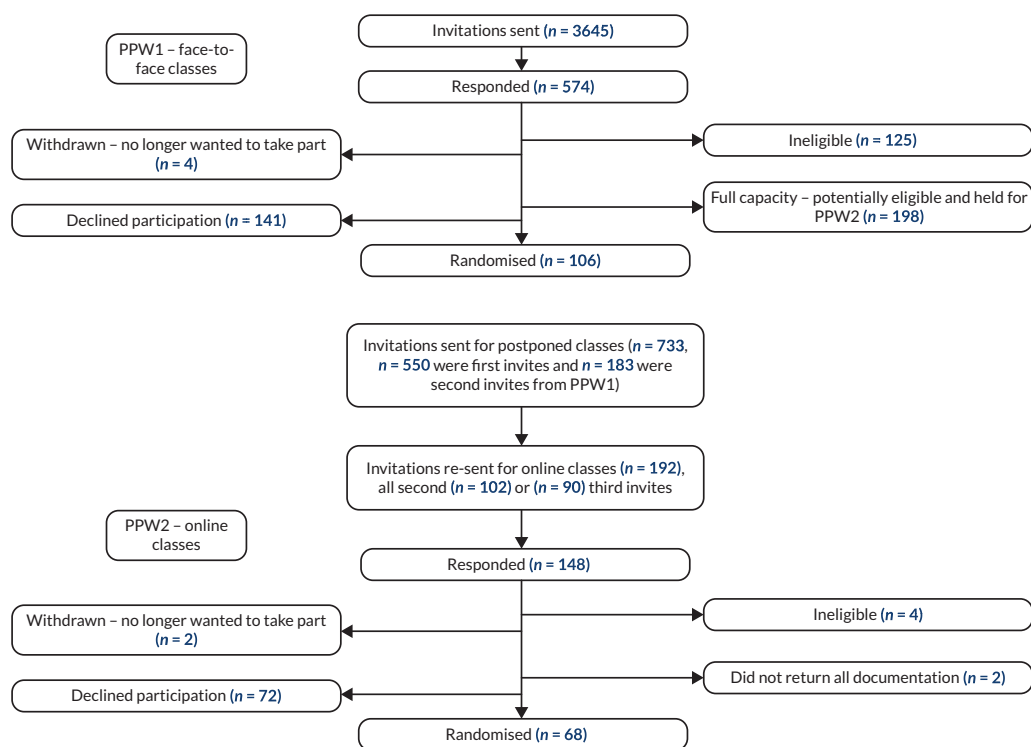 PPW1 – face-to-
face classes
Invitations sent (n = 3645)
Responded (n = 574)
Ineligible (n = 125)
Withdrawn – no longer wanted to take part
(n = 4)
Full capacity – potentially eligible and held for
PPW2 (n = 198)
Declined participation (n = 141)
Randomised (n = 106)
Invitations sent for postponed classes (n = 733,
n = 550 were first invites and n = 183 were
second invites from PPW1)
Invitations re-sent for online classes (n = 192),
all second (n = 102) or (n = 90) third invites
PPW2 – online
classes
Responded (n = 148)
Ineligible (n = 4)
Withdrawn – no longer wanted to take part
(n = 2)
Did not return all documentation (n = 2)
Declined participation (n = 72)
Randomised (n = 68)